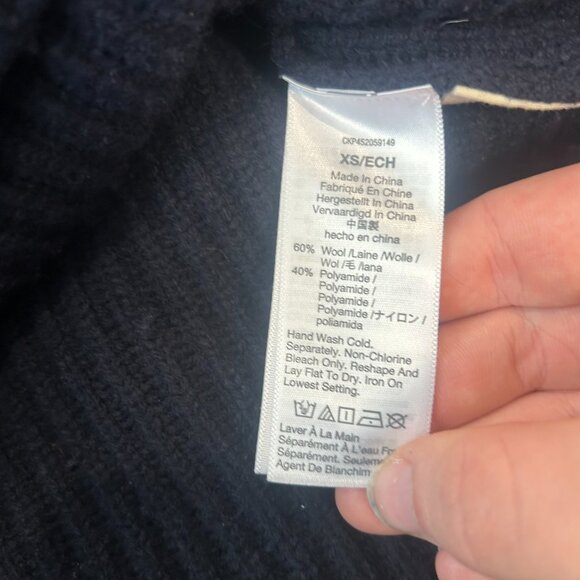 CKP452059149
XS/ECH
Made In China
Fabriqué En Chine
Hergestellt In China
Vervaardigd In China
中国製
hecho en china
60% Wool /Laine /Wolle /
Wol /毛 /lana
40% Polyamide /
Polyamide /
Polyamide /
Polyamide /ナイロン /
poliamida
Hand Wash Cold.
Separately. Non-Chlorine
Bleach Only. Reshape And
Lay Flat To Dry. Iron On
Lowest Setting.
Laver À La Main
Séparément À L'eau
Séparément. Seulement
Agent De